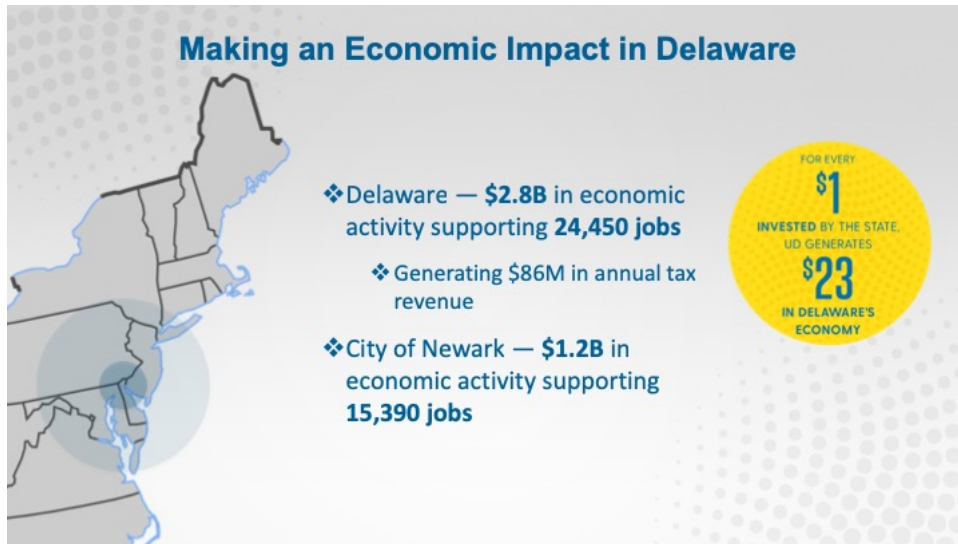 Making an Economic Impact in Delaware
❖Delaware — $2.8B in economic
activity supporting 24,450 jobs
❖Generating $86M in annual tax
revenue
❖City of Newark — $1.2B in
economic activity supporting
15,390 jobs
FOR EVERY
$1
INVESTED BY THE STATE,
UD GENERATES
$23
IN DELAWARE'S
ECONOMY